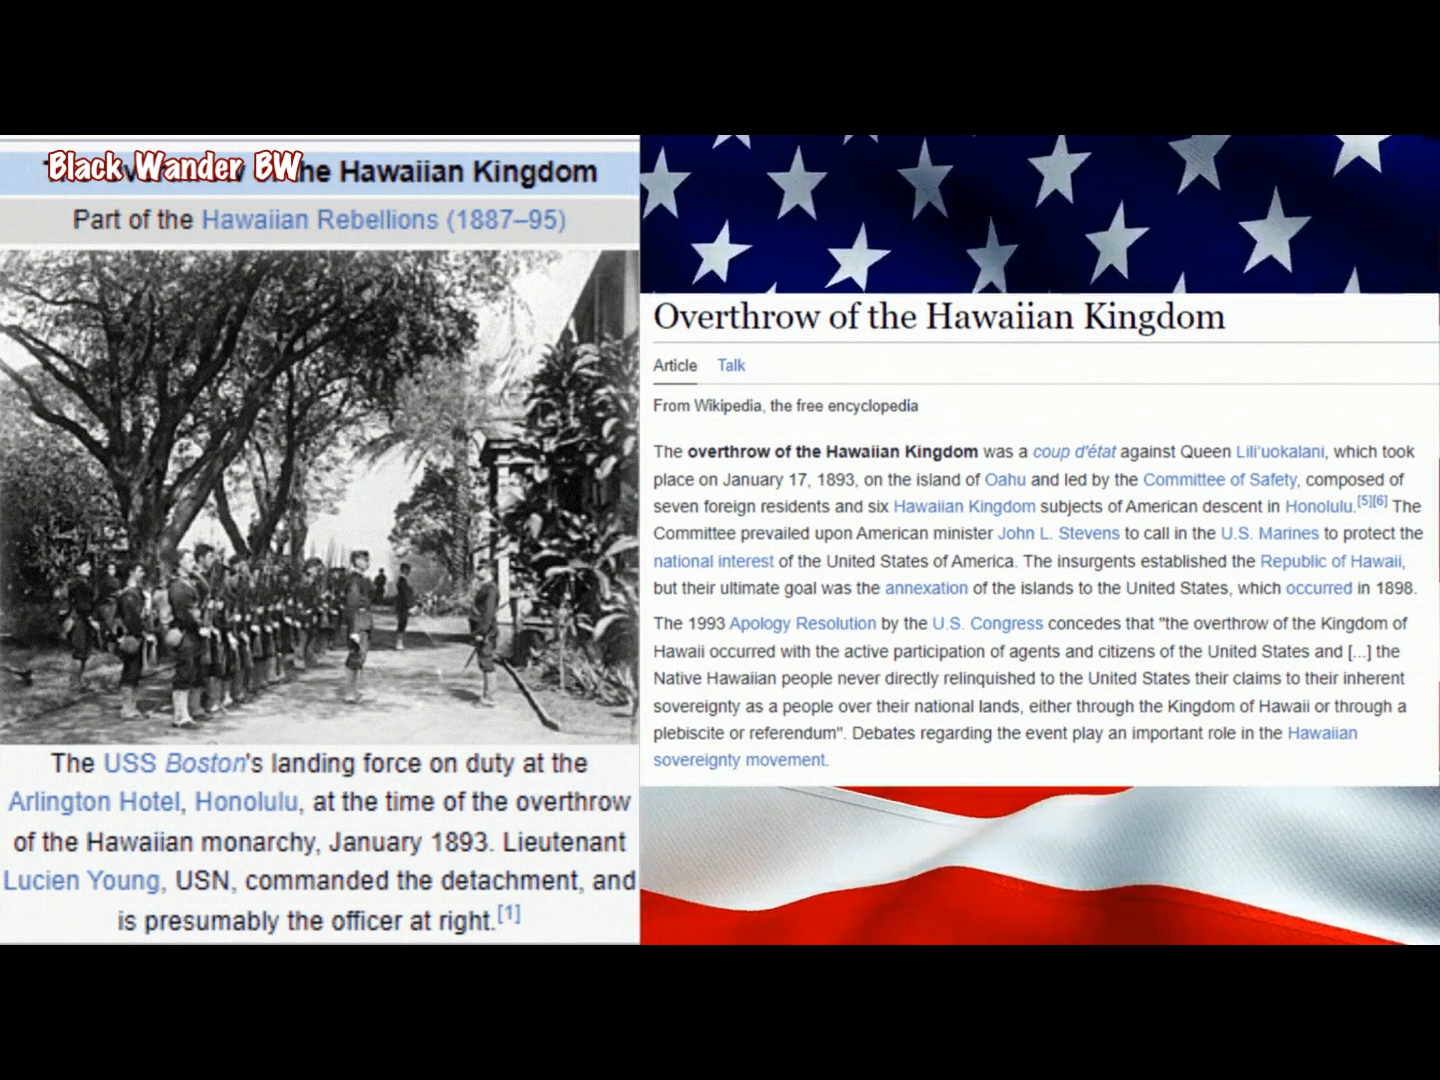 Black Wander BW
he Hawaiian Kingdom
Part of the Hawaiian Rebellions (1887–95)
The USS Boston's landing force on duty at the
Arlington Hotel, Honolulu, at the time of the overthrow
of the Hawaiian monarchy, January 1893. Lieutenant
Lucien Young, USN, commanded the detachment, and
is presumably the officer at right.[1]
Overthrow of the Hawaiian Kingdom
Article Talk
From Wikipedia, the free encyclopedia
The overthrow of the Hawaiian Kingdom was a coup d'état against Queen Liliʻuokalani, which took
place on January 17, 1893, on the island of Oahu and led by the Committee of Safety, composed of
seven foreign residents and six Hawaiian Kingdom subjects of American descent in Honolulu.[5][6] The
Committee prevailed upon American minister John L. Stevens to call in the U.S. Marines to protect the
national interest of the United States of America. The insurgents established the Republic of Hawaii,
but their ultimate goal was the annexation of the islands to the United States, which occurred in 1898.
The 1993 Apology Resolution by the U.S. Congress concedes that "the overthrow of the Kingdom of
Hawaii occurred with the active participation of agents and citizens of the United States and [...] the
Native Hawaiian people never directly relinquished to the United States their claims to their inherent
sovereignty as a people over their national lands, either through the Kingdom of Hawaii or through a
plebiscite or referendum". Debates regarding the event play an important role in the Hawaiian
sovereignty movement.